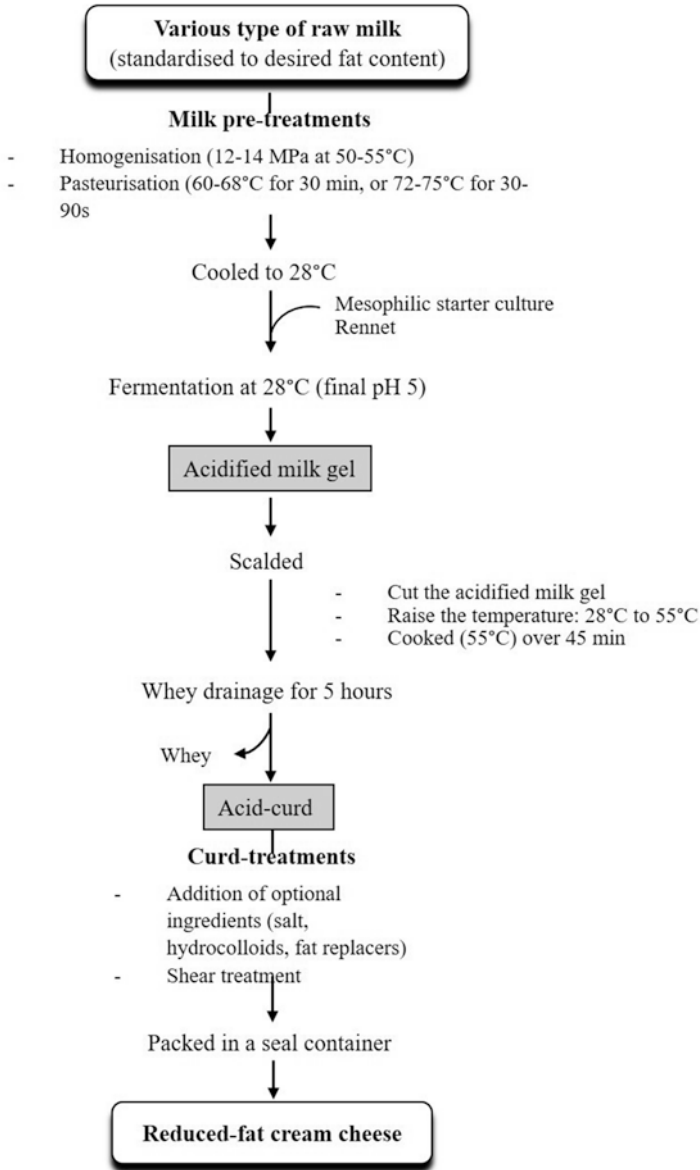 Various type of raw milk
(standardised to desired fat content)
Milk pre-treatments
- Homogenisation (12-14 MPa at 50-55°C)
- Pasteurisation (60-68°C for 30 min, or 72-75°C for 30-
90s
Cooled to 28°C
Mesophilic starter culture
Rennet
Fermentation at 28°C (final pH 5)
Acidified milk gel
Scalded
- Cut the acidified milk gel
- Raise the temperature: 28°C to 55°C
- Cooked (55°C) over 45 min
Whey drainage for 5 hours
Whey
Acid-curd
Curd-treatments
- Addition of optional
ingredients (salt,
hydrocolloids, fat replacers)
- Shear treatment
Packed in a seal container
Reduced-fat cream cheese